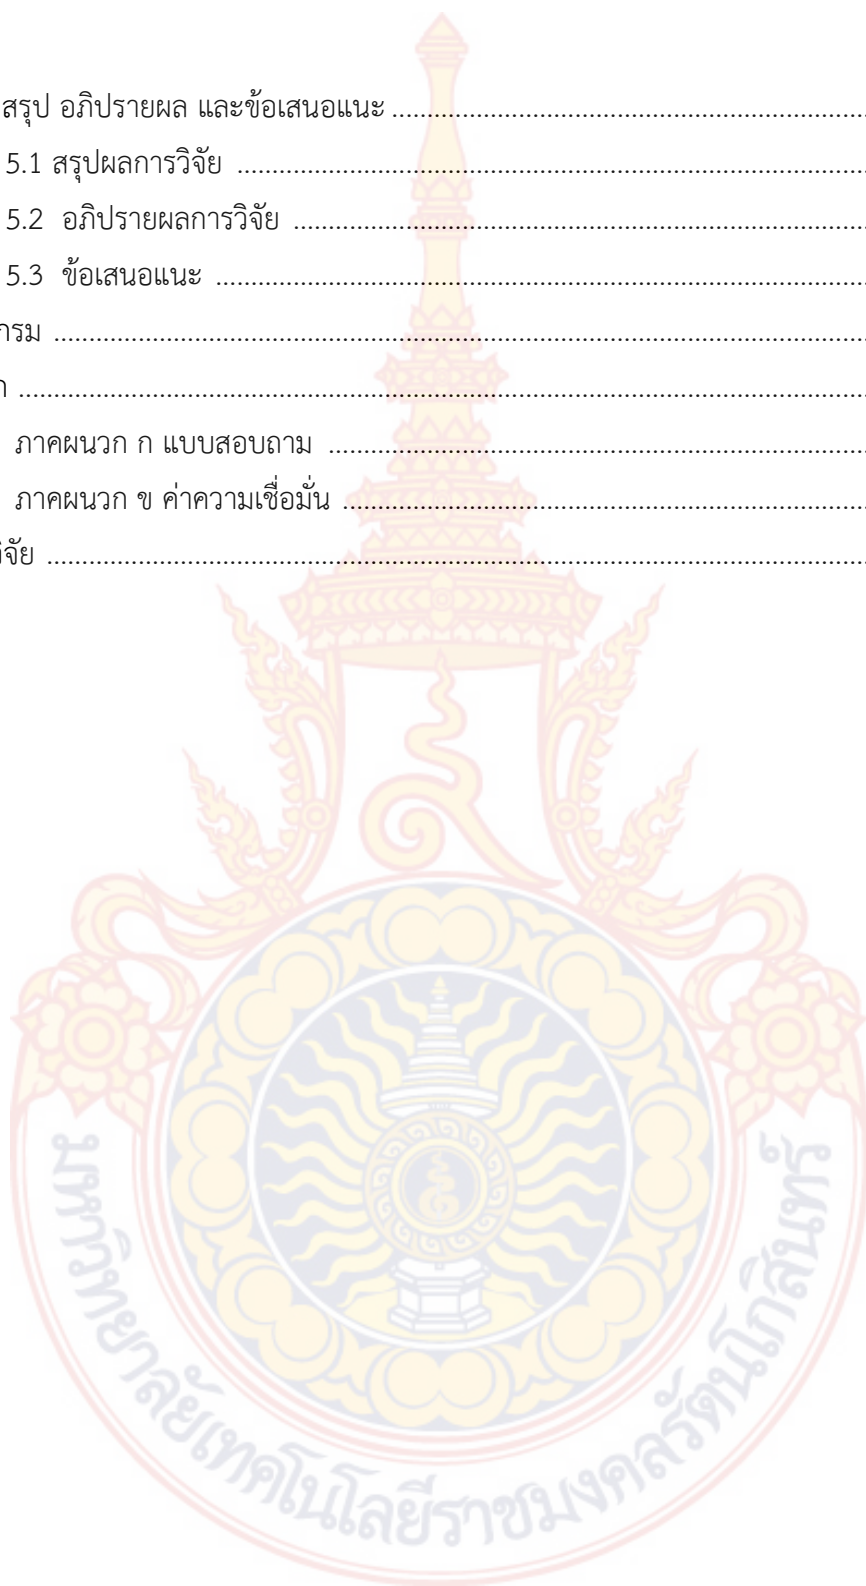 สรุป อภิปรายผล และข้อเสนอแนะ ........................................................................
5.1 สรุปผลการวิจัย ........................................................................
5.2 อภิปรายผลการวิจัย ........................................................................
5.3 ข้อเสนอแนะ ........................................................................
กรม ........................................................................
........................................................................
ภาคผนวก ก แบบสอบถาม ........................................................................
ภาคผนวก ข ค่าความเชื่อมั่น ........................................................................
วิจัย ........................................................................
มหาวิทยาลัยเทคโนโลยีราชมงคลรัตนโกสินทร์